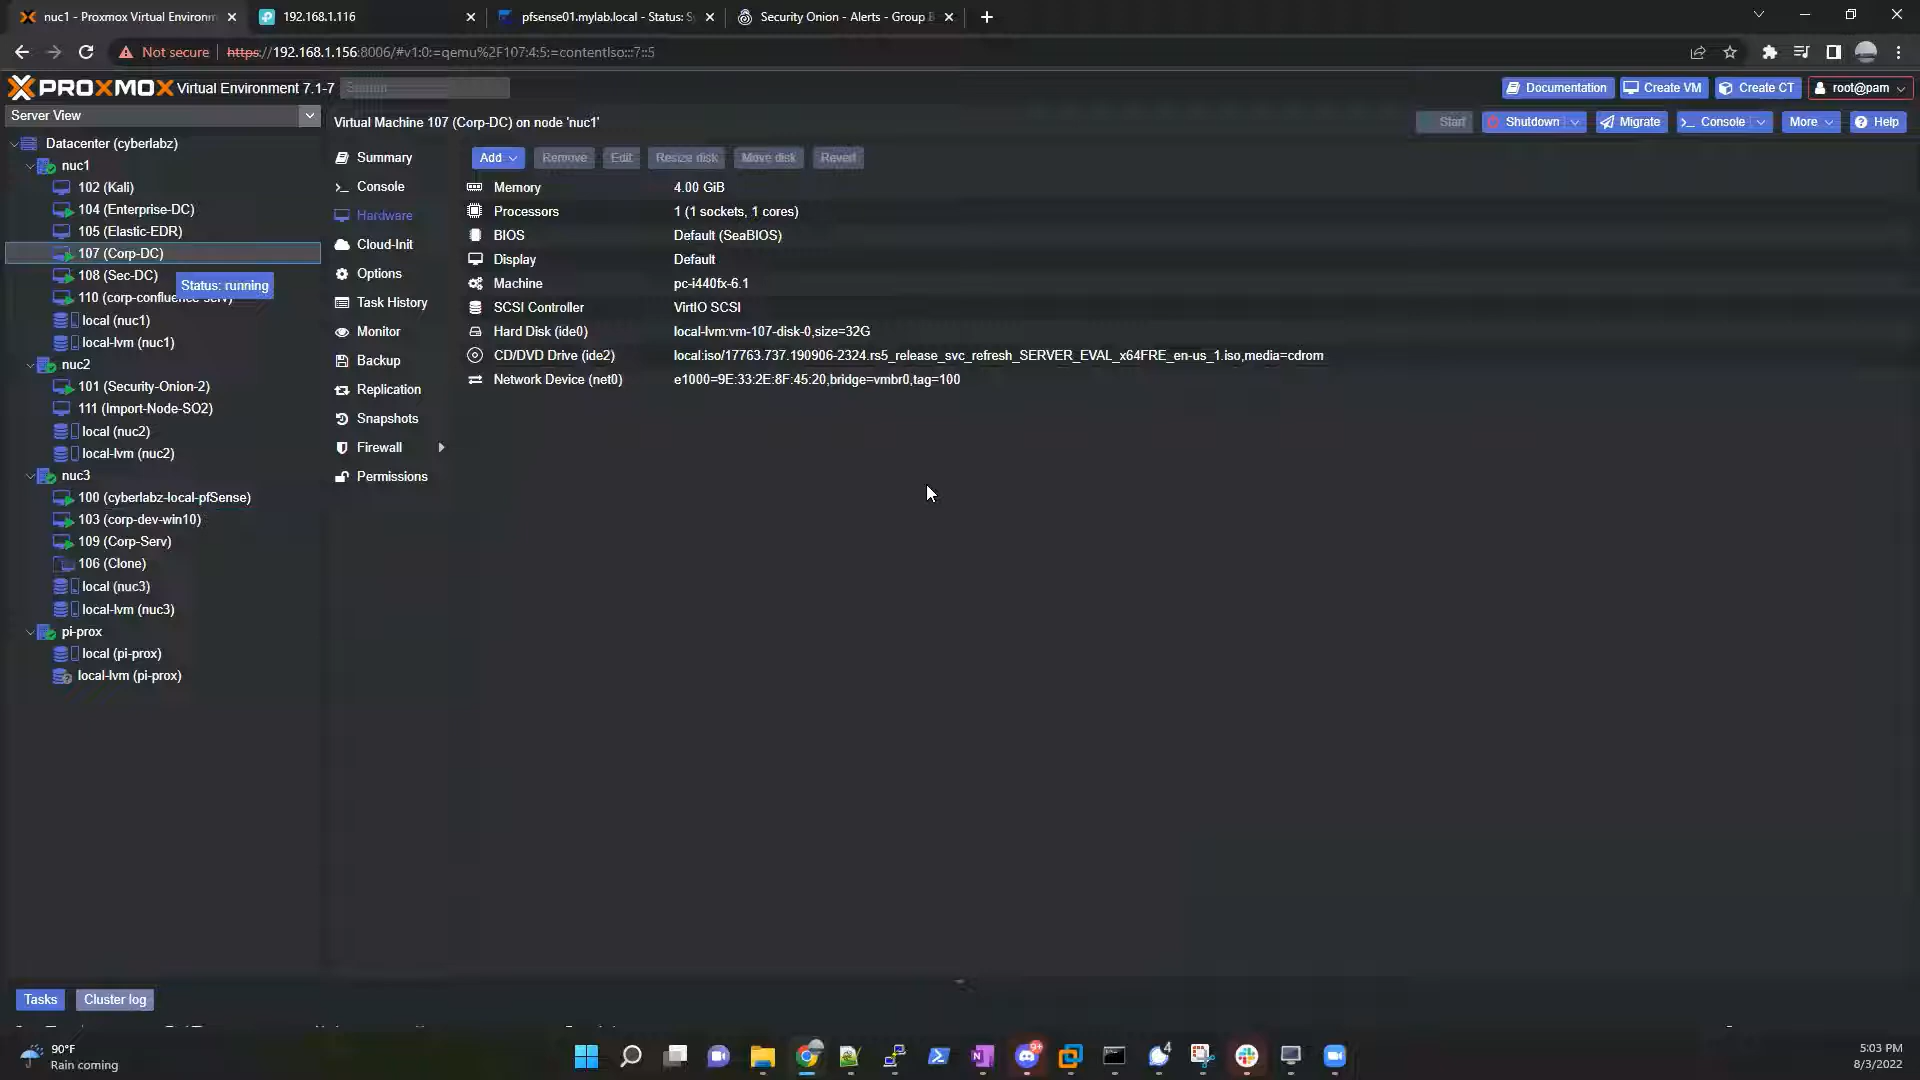 nuc1 - Proxmox Virtual Environm
192.168.1.116
pfsense01.mylab.local - Status: S
Security Onion - Alerts - Group
Not secure
https://192.168.1.156:8006/#v1:0:=qemu%2F107:4:5:=contentIso:::7::5
PROXMOX Virtual Environment 7.1-7
Search
Documentation
Create VM
Create CT
root@pam
Server View
Virtual Machine 107 (Corp-DC) on node 'nuc1'
Start
Shutdown
Migrate
>_ Console
More
Help
Datacenter (cyberlabz)
nuc1
102 (Kali)
104 (Enterprise-DC)
105 (Elastic-EDR)
107 (Corp-DC)
108 (Sec-DC)
Status: running
110 (corp-confluence-serv)
local (nuc1)
local-lvm (nuc1)
nuc2
101 (Security-Onion-2)
111 (Import-Node-SO2)
local (nuc2)
local-lvm (nuc2)
nuc3
100 (cyberlabz-local-pfSense)
103 (corp-dev-win10)
109 (Corp-Serv)
106 (Clone)
local (nuc3)
local-lvm (nuc3)
pi-prox
local (pi-prox)
local-lvm (pi-prox)
Summary
>_ Console
Hardware
Cloud-Init
Options
Task History
Monitor
Backup
Replication
Snapshots
Firewall
Permissions
Add
Remove
Edit
Resize disk
Move disk
Revert
Memory 4.00 GiB
Processors 1 (1 sockets, 1 cores)
BIOS Default (SeaBIOS)
Display Default
Machine pc-i440fx-6.1
SCSI Controller VirtIO SCSI
Hard Disk (ide0) local-lvm:vm-107-disk-0,size=32G
CD/DVD Drive (ide2) local:iso/17763.737.190906-2324.rs5_release_svc_refresh_SERVER_EVAL_x64FRE_en-us_1.iso,media=cdrom
Network Device (net0) e1000=9E:33:2E:8F:45:20,bridge=vmbr0,tag=100
Tasks
Cluster log
90°F
Rain coming
9+
4
5:03 PM
8/3/2022